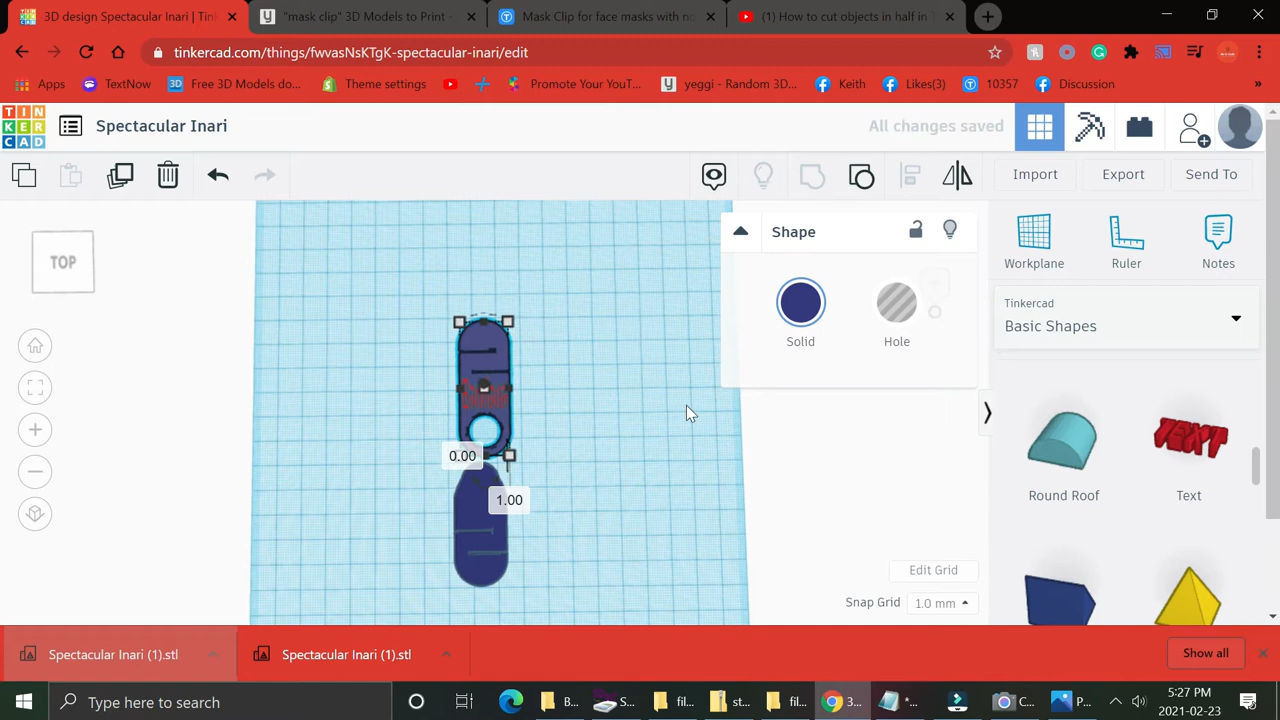 3D design Spectacular Inari | Tin
"mask clip" 3D Models to Print -
Mask Clip for face masks with no
(1) How to cut objects in half in T
tinkercad.com/things/fwvasNsKTgK-spectacular-inari/edit
Apps
TextNow
Free 3D Models do...
Theme settings
Promote Your YouT...
yeggi - Random 3D...
Keith
Likes(3)
10357
Discussion
»
TIN
KER
CAD
Spectacular Inari
All changes saved
Import
Export
Send To
TOP
Shape
Solid
Hole
Workplane
Ruler
Notes
Tinkercad
Basic Shapes
0.00
1.00
Round Roof
TEXT
Text
Edit Grid
Snap Grid
1.0 mm
Spectacular Inari (1).stl
Spectacular Inari (1).stl
Show all
Type here to search
B...
S...
fil...
st...
fil...
3...
*...
C...
P...
5:27 PM
2021-02-23